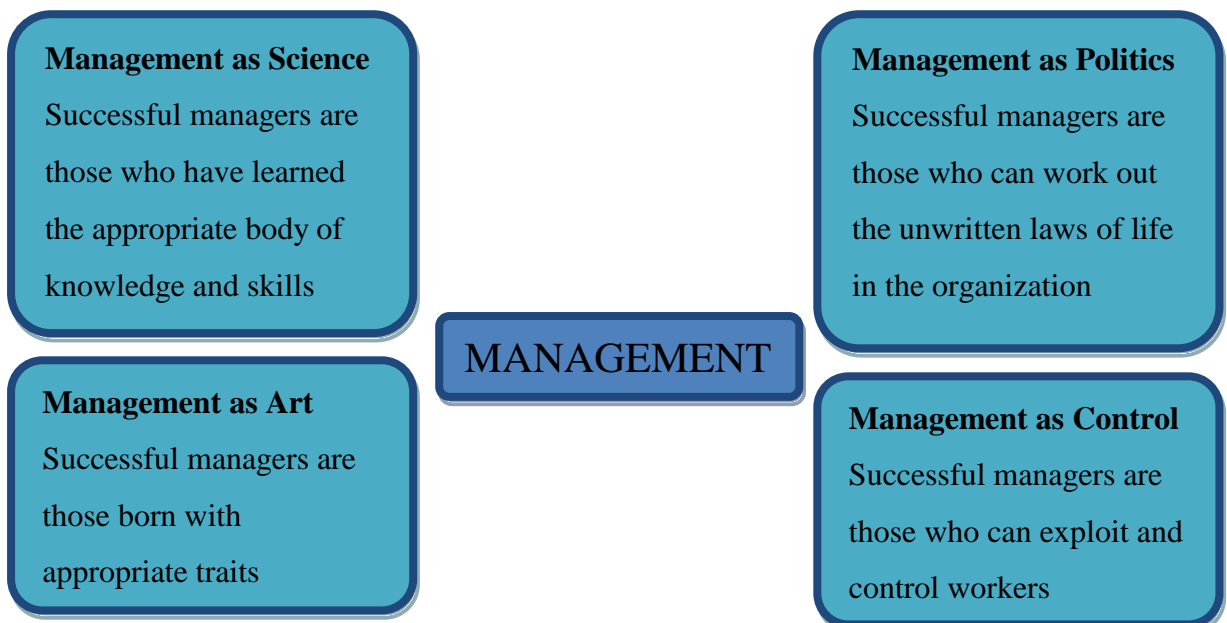 Management as Science
Successful managers are
those who have learned
the appropriate body of
knowledge and skills
Management as Politics
Successful managers are
those who can work out
the unwritten laws of life
in the organization
MANAGEMENT
Management as Art
Successful managers are
those born with
appropriate traits
Management as Control
Successful managers are
those who can exploit and
control workers